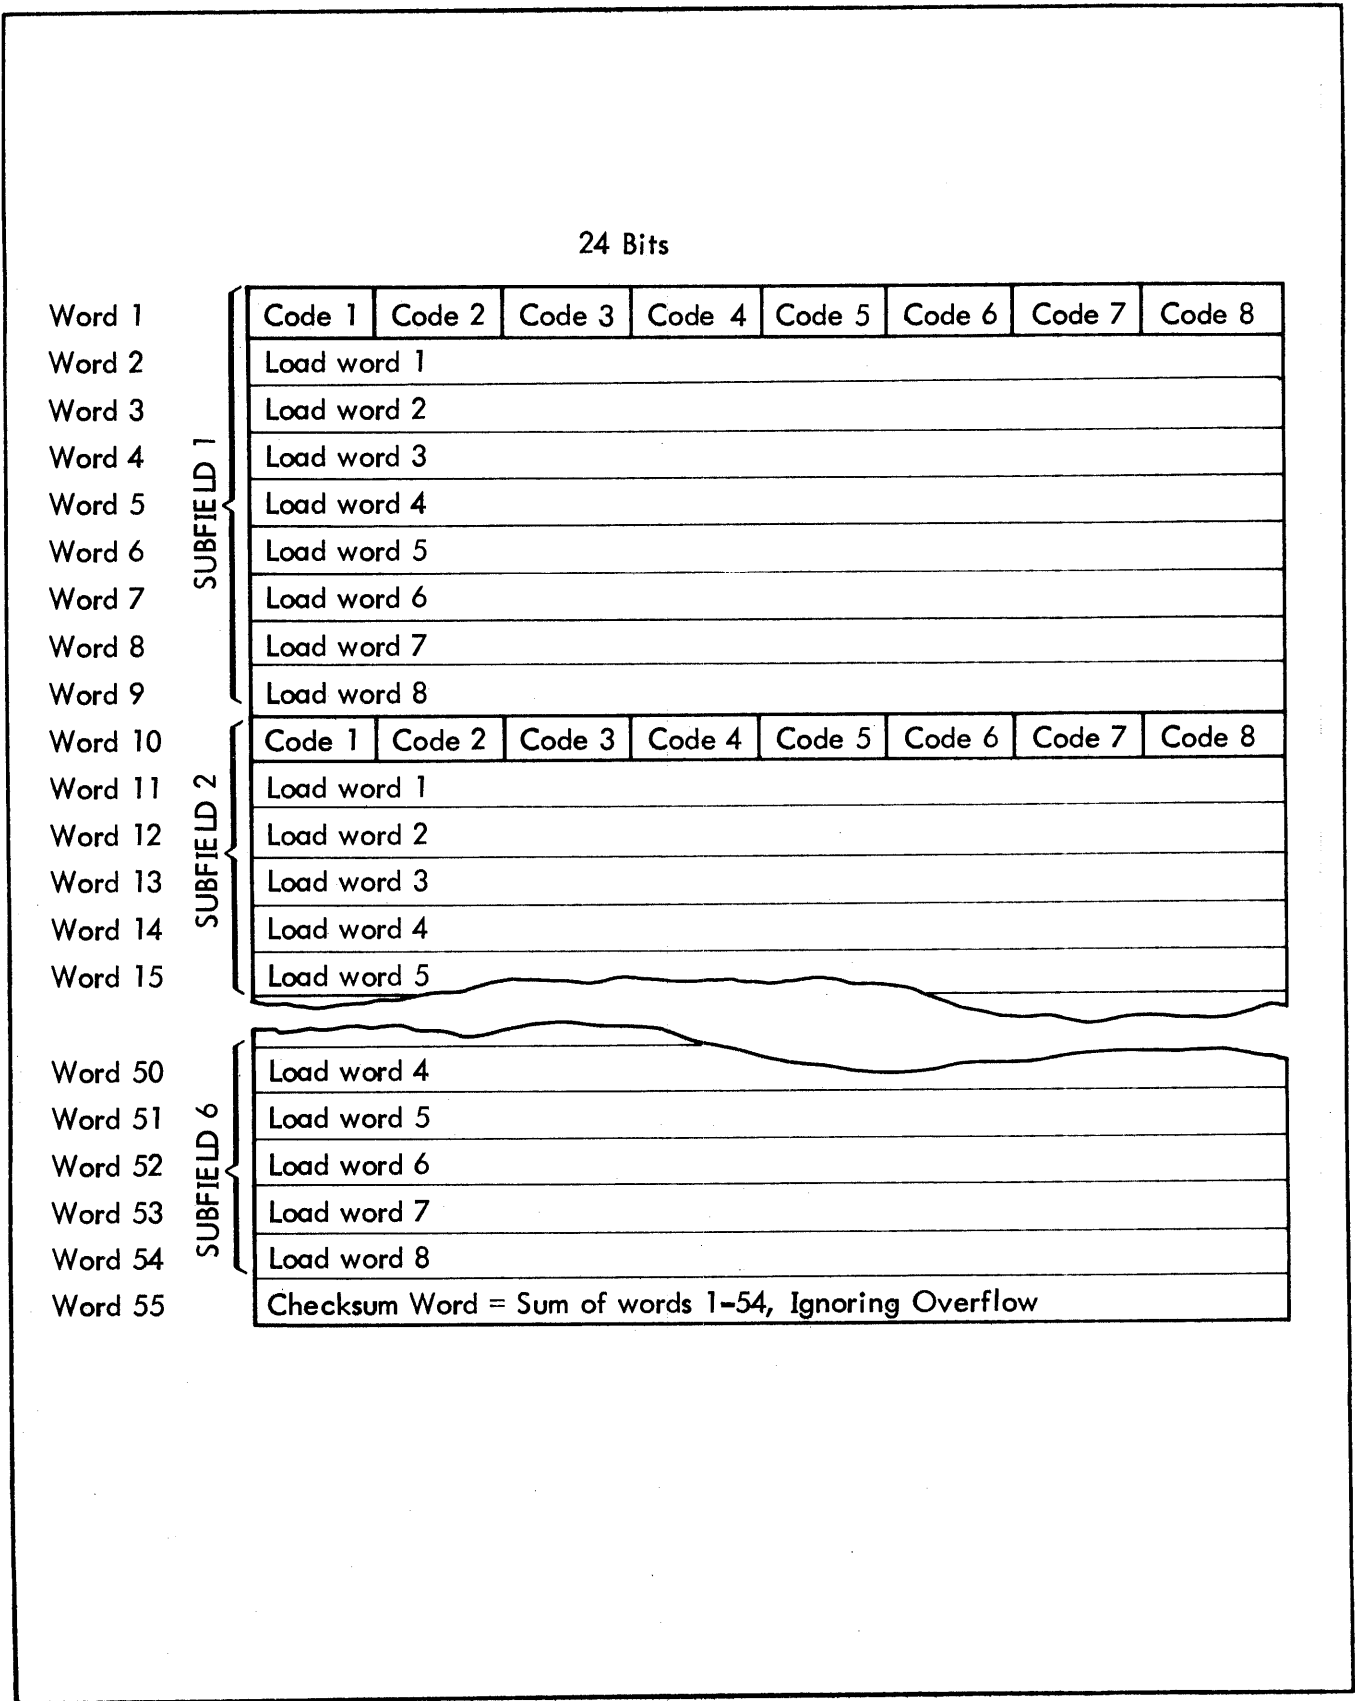 24 Bits
Word 1 Code 1 Code 2 Code 3 Code 4 Code 5 Code 6 Code 7 Code 8
Word 2 Load word 1
Word 3 Load word 2
Word 4 Load word 3
Word 5 Load word 4
Word 6 Load word 5
Word 7 Load word 6
Word 8 Load word 7
Word 9 Load word 8
SUBFIELD 1
Word 10 Code 1 Code 2 Code 3 Code 4 Code 5 Code 6 Code 7 Code 8
Word 11 Load word 1
Word 12 Load word 2
Word 13 Load word 3
Word 14 Load word 4
Word 15 Load word 5
SUBFIELD 2
Word 50 Load word 4
Word 51 Load word 5
Word 52 Load word 6
Word 53 Load word 7
Word 54 Load word 8
SUBFIELD 6
Word 55 Checksum Word = Sum of words 1-54, Ignoring Overflow